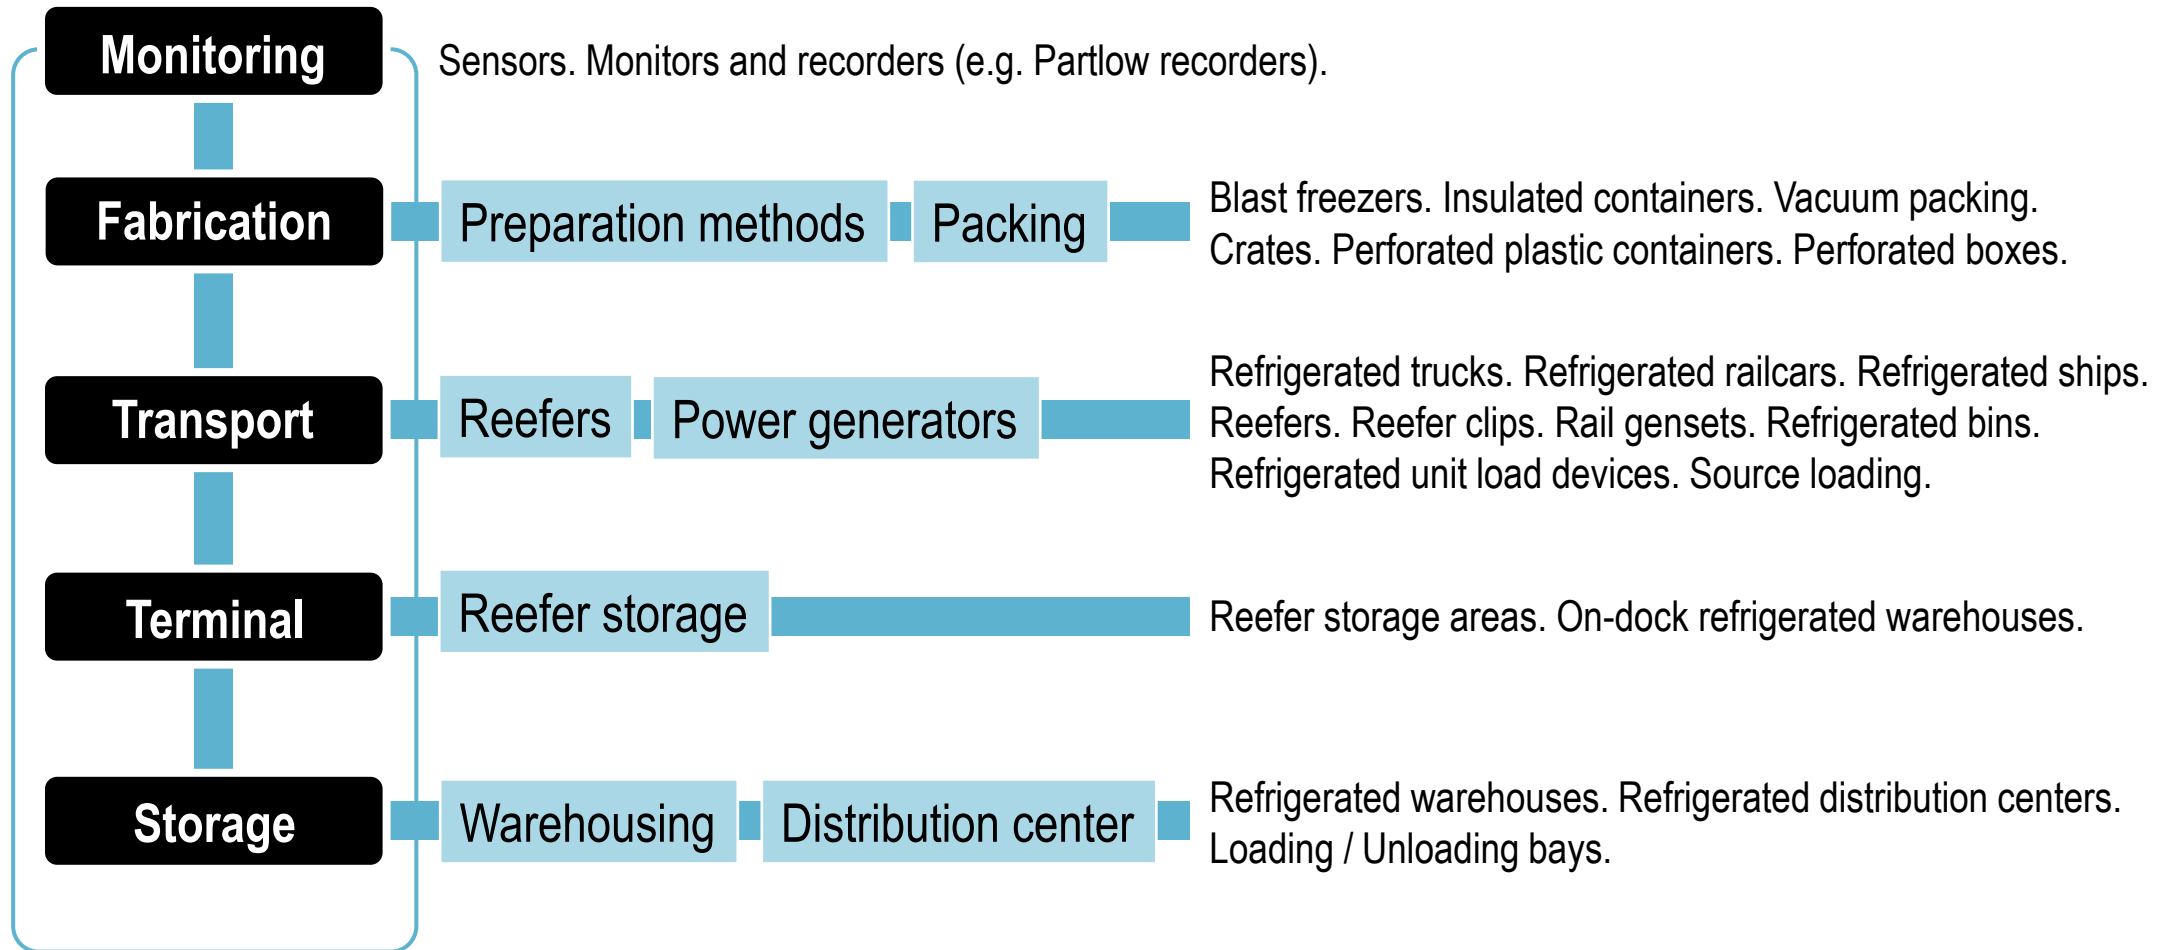 Monitoring
Sensors. Monitors and recorders (e.g. Partlow recorders).
Fabrication
Preparation methods
Packing
Blast freezers. Insulated containers. Vacuum packing.
Crates. Perforated plastic containers. Perforated boxes.
Transport
Reefers
Power generators
Refrigerated trucks. Refrigerated railcars. Refrigerated ships.
Reefers. Reefer clips. Rail gensets. Refrigerated bins.
Refrigerated unit load devices. Source loading.
Terminal
Reefer storage
Reefer storage areas. On-dock refrigerated warehouses.
Storage
Warehousing
Distribution center
Refrigerated warehouses. Refrigerated distribution centers.
Loading / Unloading bays.